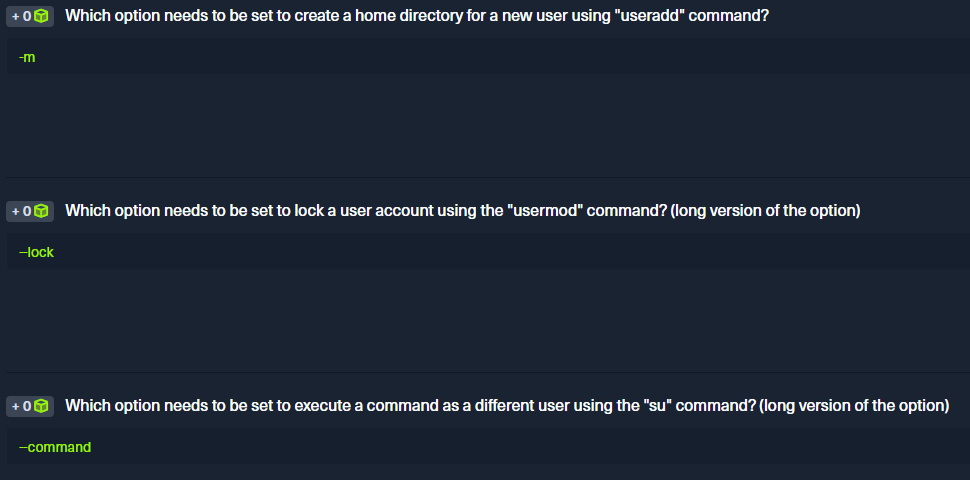 + 0 Which option needs to be set to create a home directory for a new user using "useradd" command?
-m
+ 0 Which option needs to be set to lock a user account using the "usermod" command? (long version of the option)
--lock
+ 0 Which option needs to be set to execute a command as a different user using the "su" command? (long version of the option)
--command